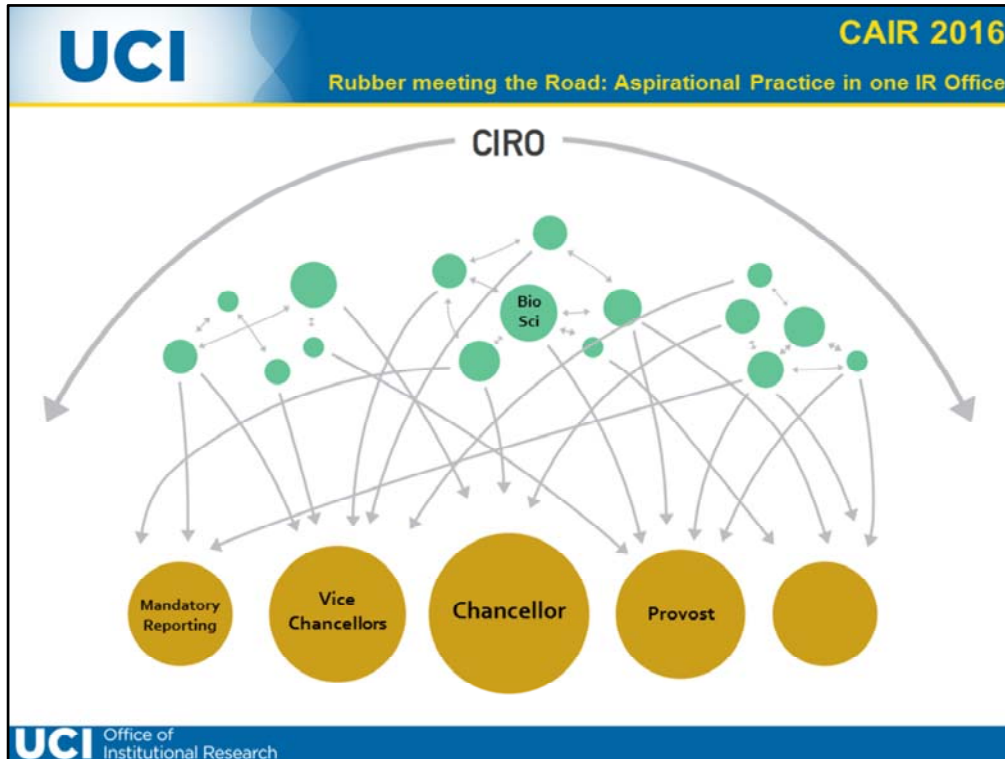 UCI
CAIR 2016
Rubber meeting the Road: Aspirational Practice in one IR Office
CIRO
Bio
Sci
Mandatory
Reporting
Vice
Chancellors
Chancellor
Provost
UCI Office of
Institutional Research